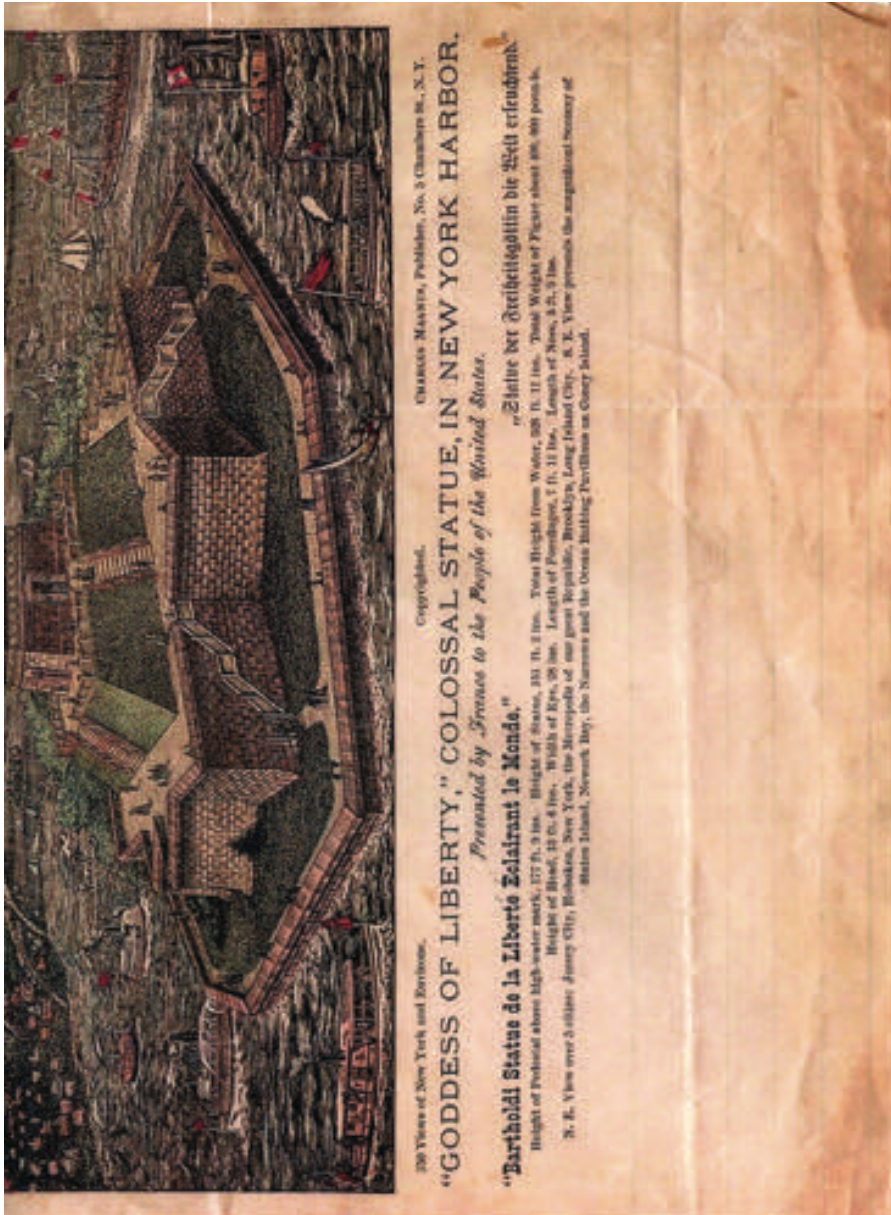 250 Views of New York and Environs. Copyrighted. CHARLES MAGNUS, Publisher, No. 5 Chambers St., N. Y.
“GODDESS OF LIBERTY,” COLOSSAL STATUE, IN NEW YORK HARBOR.
Presented by France to the People of the United States.
“Bartholdi Statue de la Liberté Eclairant le Monde.” „Statue der Freiheitsgöttin die Welt erleuchtend.“
Height of Pedestal above high-water mark, 177 ft. 9 ins. Height of Statue, 151 ft. 2 ins. Total Height from Water, 328 ft. 11 ins. Total Weight of Figure about 400,000 pounds.
Height of Head, 13 ft. 6 ins. Width of Eye, 28 ins. Length of Forefinger, 7 ft. 11 ins. Length of Nose, 3 ft. 9 ins.
N. E. View over 5 cities: Jersey City, Hoboken, New York, the Metropolis of our great Republic, Brooklyn, Long Island City. S. E. View presents the magnificent Scenery of
Staten Island, Newark Bay, the Narrows and the Ocean Bathing Pavillions on Coney Island.